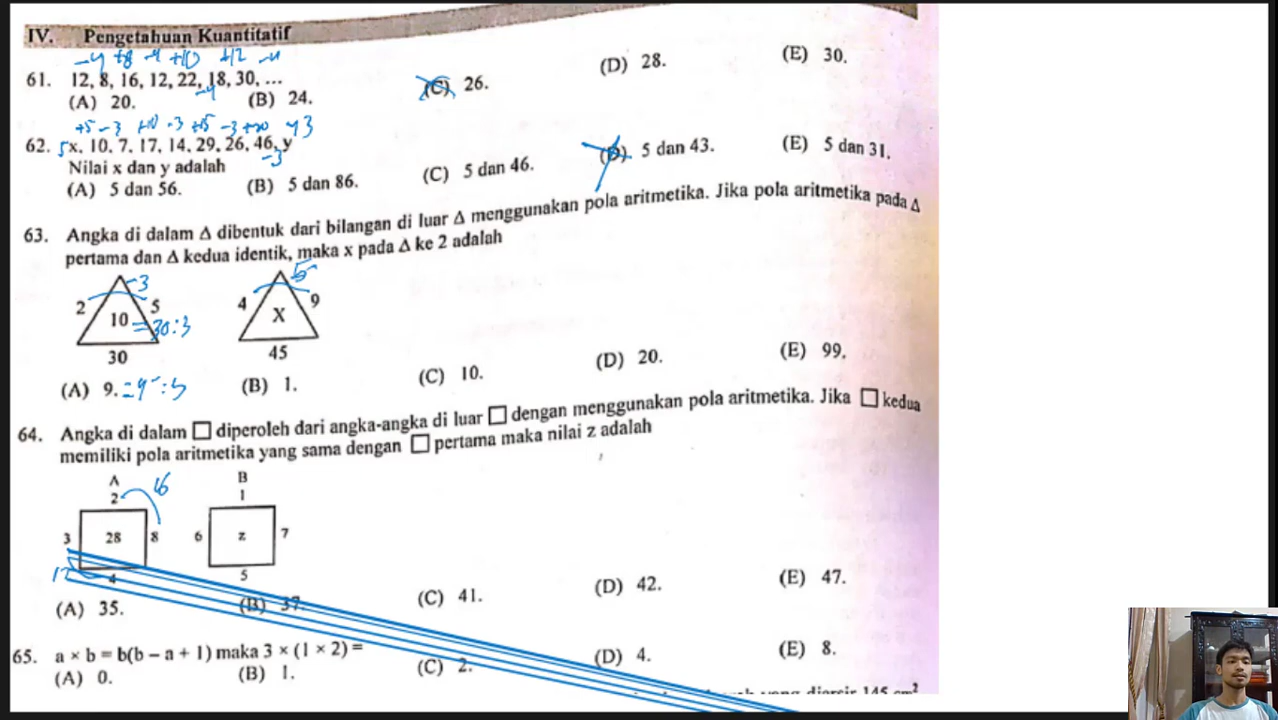 IV. Pengetahuan Kuantitatif
-4 +8 -4 +10 +12 -4
61. 12, 8, 16, 12, 22, 18, 30, ...
-4
(A) 20. (B) 24. (C) 26. (D) 28. (E) 30.
+5 -3 +10 -3 +15 -3 +20 43
62. 5 x, 10, 7, 17, 14, 29, 26, 46, y
-3
Nilai x dan y adalah
(A) 5 dan 56. (B) 5 dan 86. (C) 5 dan 46. (D). 5 dan 43. (E) 5 dan 31.
63. Angka di dalam Δ dibentuk dari bilangan di luar Δ menggunakan pola aritmetika. Jika pola aritmetika pada Δ
pertama dan Δ kedua identik, maka x pada Δ ke 2 adalah
3 5
2 5 4 9
10 = 30:3 X
30 45
(A) 9. = 45:5 (B) 1. (C) 10. (D) 20. (E) 99.
64. Angka di dalam □ diperoleh dari angka-angka di luar □ dengan menggunakan pola aritmetika. Jika □ kedua
memiliki pola aritmetika yang sama dengan □ pertama maka nilai z adalah
A 16 B
2 1
3 28 8 6 z 7
12 4 5
(A) 35. (B) 37. (C) 41. (D) 42. (E) 47.
65. a × b = b(b − a + 1) maka 3 × (1 × 2) =
(A) 0. (B) 1. (C) 2. (D) 4. (E) 8.